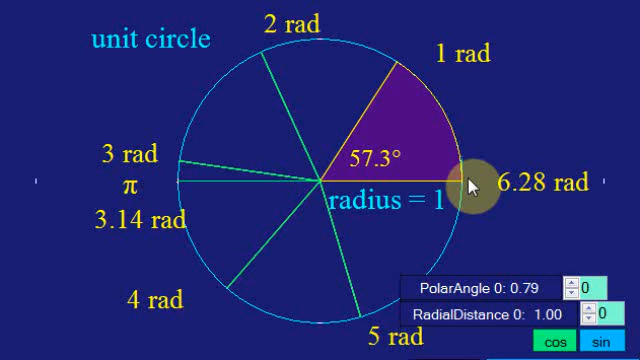 2 rad
unit circle
1 rad
57.3°
3 rad
π
6.28 rad
radius = 1
3.14 rad
4 rad
PolarAngle 0: 0.79 0
RadialDistance 0: 1.00 0
5 rad
cos sin